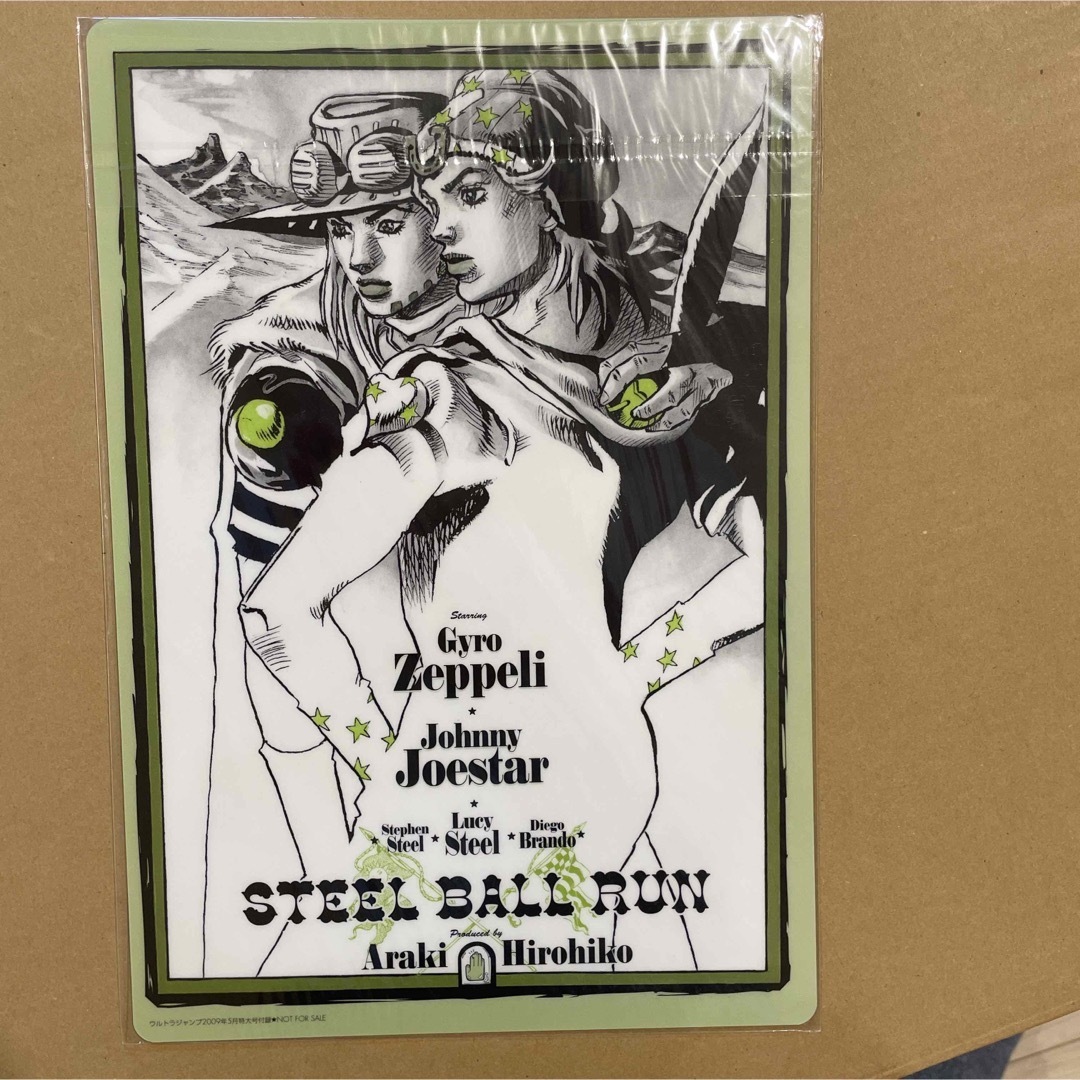 Starring
Gyro
Zeppeli
★
Johnny
Joestar
★
★ Stephen Steel ★ Lucy Steel ★ Diego Brando ★
STEEL BALL RUN
Produced by
Araki Hirohiko
ウルトラジャンプ2009年5月特大号付録★NOT FOR SALE